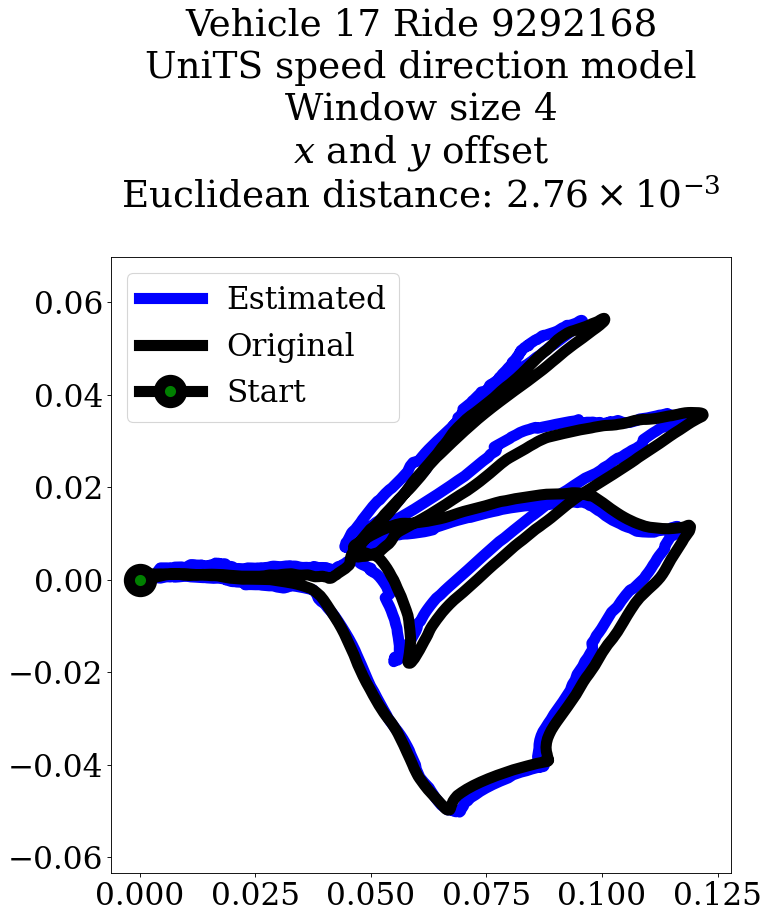 Vehicle 17 Ride 9292168
UniTS speed direction model
Window size 4
x and y offset
Euclidean distance: 2.76 × 10⁻³
Estimated
Original
Start
0.06
0.04
0.02
0.00
−0.02
−0.04
−0.06
0.000 0.025 0.050 0.075 0.100 0.125